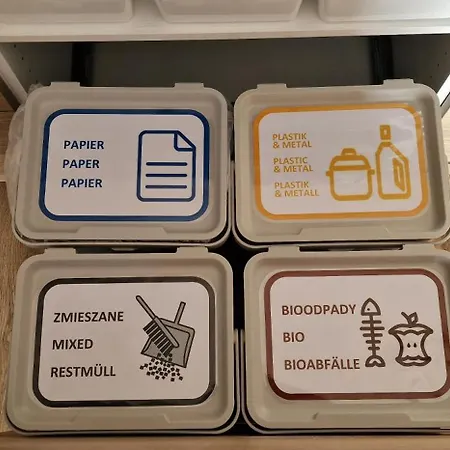 PAPIER
PAPER
PAPIER
PLASTIK
& METAL
PLASTIC
& METAL
PLASTIK
& METALL
ZMIESZANE
MIXED
RESTMÜLL
BIOODPADY
BIO
BIOABFÄLLE